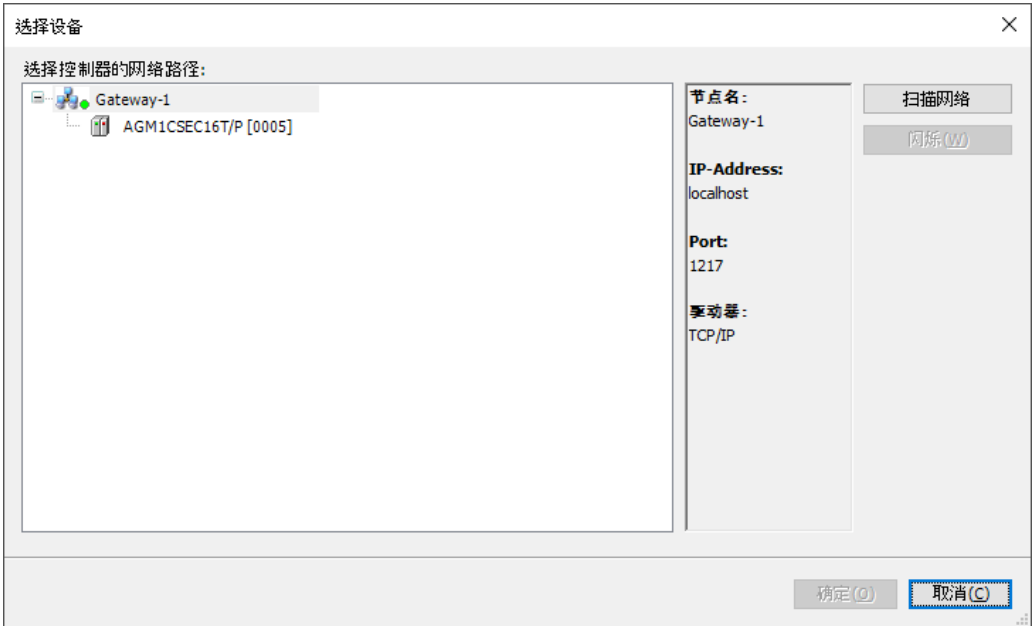 选择设备
选择控制器的网络路径:
Gateway-1
AGM1CSEC16T/P [0005]
节点名:
Gateway-1
IP-Address:
localhost
Port:
1217
驱动器:
TCP/IP
扫描网络
闪烁(W)
确定(O)
取消(C)